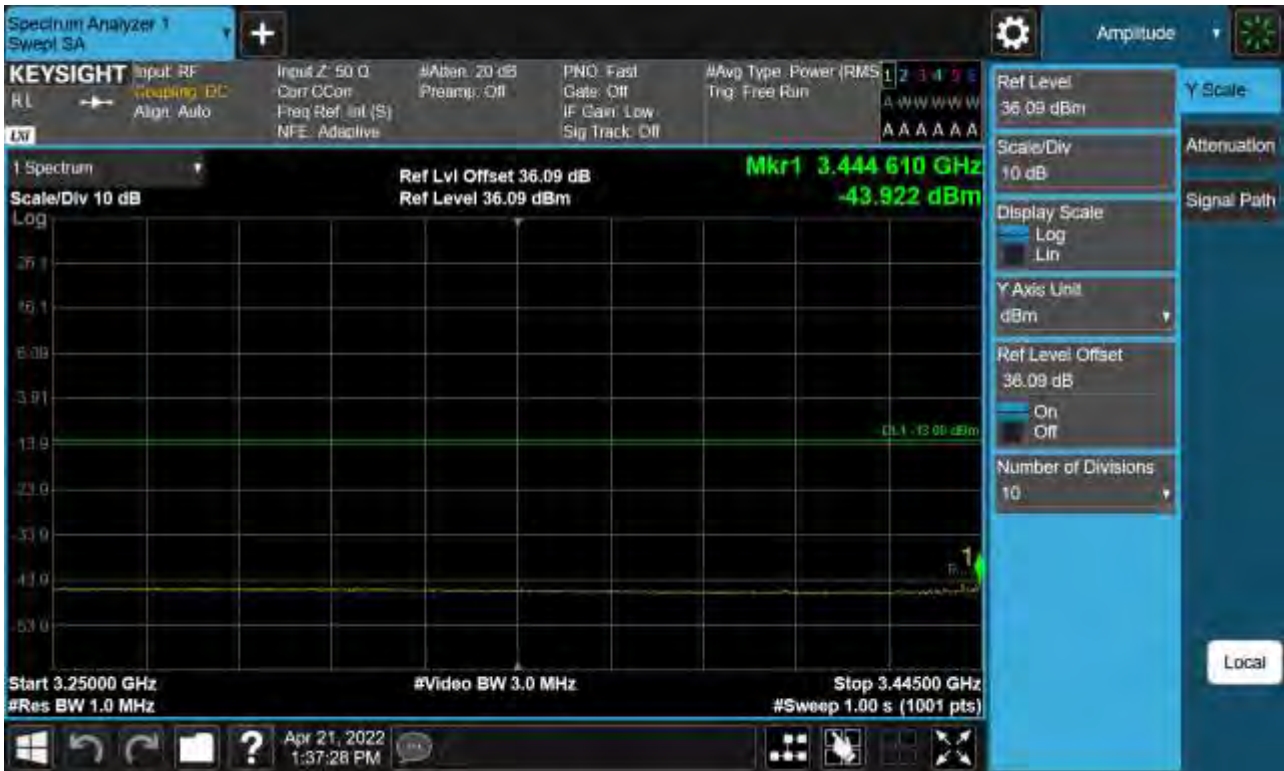 Spectrum Analyzer 1
Swept SA
Amplitude
KEYSIGHT
RL
LXI
Input: RF
Coupling: DC
Align: Auto
Input Z: 50 Ω
Corr CCorr
Freq Ref: Int (S)
NFE: Adaptive
#Atten: 20 dB
Preamp: Off
PNO: Fast
Gate: Off
IF Gain: Low
Sig Track: Off
#Avg Type: Power (RMS
Trig: Free Run
1 2 3 4 5 6
A W W W W W
A A A A A A
1 Spectrum
Scale/Div 10 dB
Log
Ref Lvl Offset 36.09 dB
Ref Level 36.09 dBm
Mkr1 3.444 610 GHz
-43.922 dBm
26.1
16.1
6.09
-3.91
-13.9
-23.9
-33.9
-43.9
-53.9
DL1 -13.00 dBm
1
Start 3.25000 GHz
#Res BW 1.0 MHz
#Video BW 3.0 MHz
Stop 3.44500 GHz
#Sweep 1.00 s (1001 pts)
Ref Level
36.09 dBm
Scale/Div
10 dB
Display Scale
Log
Lin
Y Axis Unit
dBm
Ref Level Offset
36.09 dB
On
Off
Number of Divisions
10
Y Scale
Attenuation
Signal Path
Local
?
Apr 21, 2022
1:37:28 PM